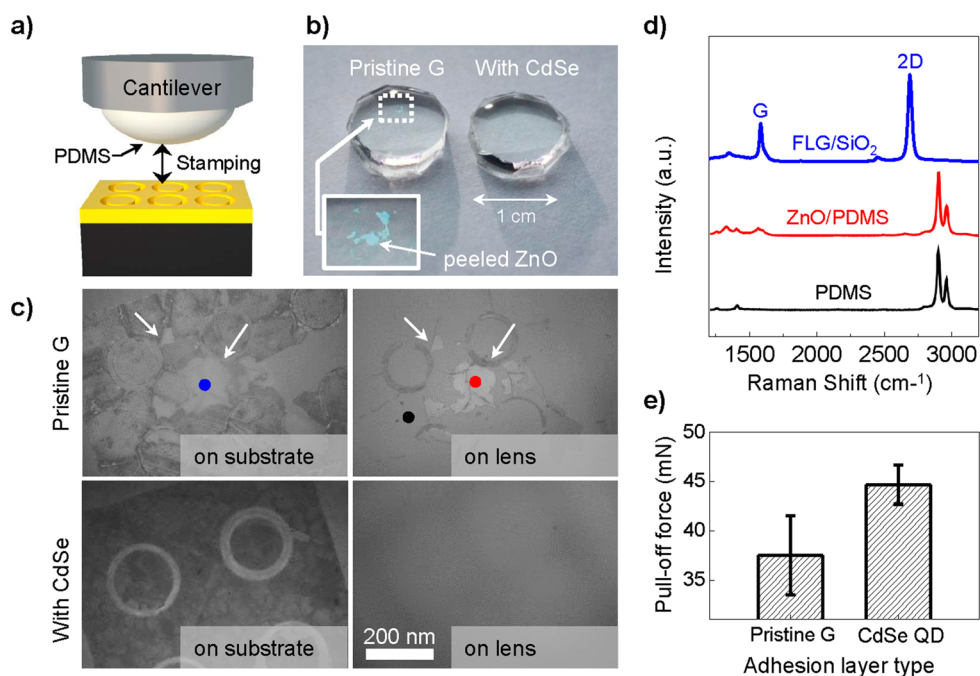 a)
Cantilever
PDMS
Stamping
b)
Pristine G
With CdSe
1 cm
peeled ZnO
c)
Pristine G
on substrate
on lens
With CdSe
on substrate
200 nm
on lens
d)
Intensity (a.u.)
2D
G
FLG/SiO₂
ZnO/PDMS
PDMS
1500 2000 2500 3000
Raman Shift (cm⁻¹)
e)
Pull-off force (mN)
50
45
40
35
Pristine G
CdSe QD
Adhesion layer type